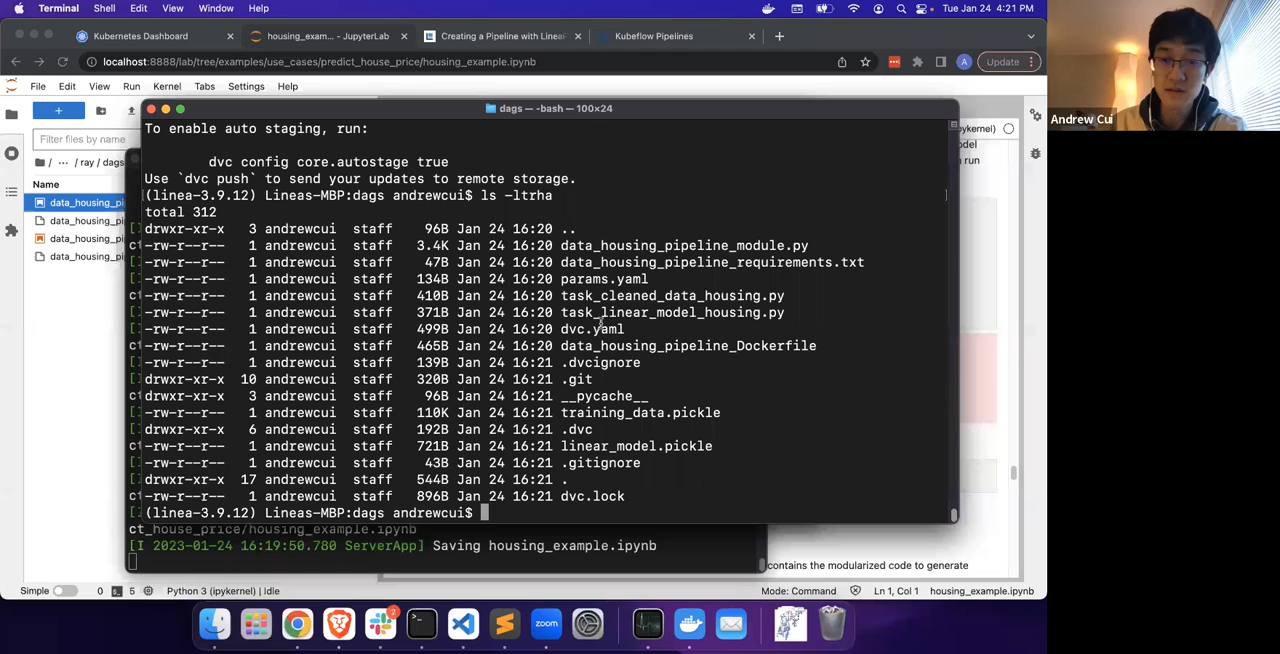 Terminal Shell Edit View Window Help Tue Jan 24 4:21 PM
Kubernetes Dashboard
housing_exam... - JupyterLab
Creating a Pipeline with LineaP
Kubeflow Pipelines
localhost:8888/lab/tree/examples/use_cases/predict_house_price/housing_example.ipynb
A
Update
Andrew Cui
File Edit View Run Kernel Tabs Settings Help
Filter files by name
/ ... / ray / dags
Name
data_housing_pi
data_housing_pi
data_housing_pi
data_housing_pi
dags — -bash — 100×24
To enable auto staging, run:
dvc config core.autostage true
Use `dvc push` to send your updates to remote storage.
(linea-3.9.12) Lineas-MBP:dags andrewcui$ ls -ltrha
total 312
drwxr-xr-x 3 andrewcui staff 96B Jan 24 16:20 ..
-rw-r--r-- 1 andrewcui staff 3.4K Jan 24 16:20 data_housing_pipeline_module.py
-rw-r--r-- 1 andrewcui staff 47B Jan 24 16:20 data_housing_pipeline_requirements.txt
-rw-r--r-- 1 andrewcui staff 134B Jan 24 16:20 params.yaml
-rw-r--r-- 1 andrewcui staff 410B Jan 24 16:20 task_cleaned_data_housing.py
-rw-r--r-- 1 andrewcui staff 371B Jan 24 16:20 task_linear_model_housing.py
-rw-r--r-- 1 andrewcui staff 499B Jan 24 16:20 dvc.yaml
-rw-r--r-- 1 andrewcui staff 465B Jan 24 16:20 data_housing_pipeline_Dockerfile
-rw-r--r-- 1 andrewcui staff 139B Jan 24 16:21 .dvcignore
drwxr-xr-x 10 andrewcui staff 320B Jan 24 16:21 .git
drwxr-xr-x 3 andrewcui staff 96B Jan 24 16:21 __pycache__
-rw-r--r-- 1 andrewcui staff 110K Jan 24 16:21 training_data.pickle
drwxr-xr-x 6 andrewcui staff 192B Jan 24 16:21 .dvc
-rw-r--r-- 1 andrewcui staff 721B Jan 24 16:21 linear_model.pickle
-rw-r--r-- 1 andrewcui staff 43B Jan 24 16:21 .gitignore
drwxr-xr-x 17 andrewcui staff 544B Jan 24 16:21 .
-rw-r--r-- 1 andrewcui staff 896B Jan 24 16:21 dvc.lock
(linea-3.9.12) Lineas-MBP:dags andrewcui$
ct_house_price/housing_example.ipynb
[I 2023-01-24 16:19:50.780 ServerApp] Saving housing_example.ipynb
ykernel)
odel
n run
contains the modularized code to generate
Simple 0 5 Python 3 (ipykernel) | Idle Mode: Command Ln 1, Col 1 housing_example.ipynb
2
zoom